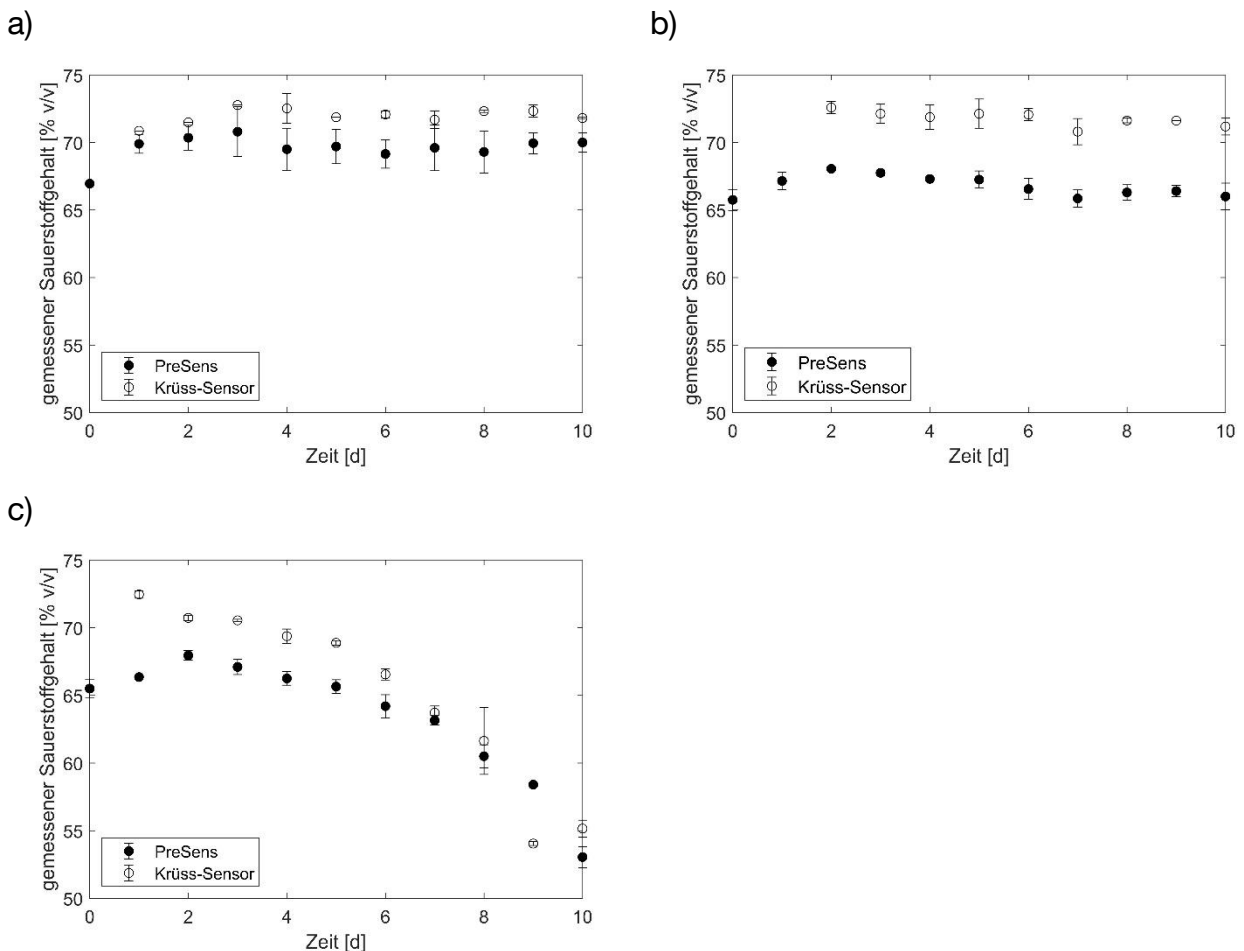 a)
gemessener Sauerstoffgehalt [% v/v]
75
70
65
60
55
50
PreSens
Krüss-Sensor
0 2 4 6 8 10
Zeit [d]
b)
gemessener Sauerstoffgehalt [% v/v]
75
70
65
60
55
50
PreSens
Krüss-Sensor
0 2 4 6 8 10
Zeit [d]
c)
gemessener Sauerstoffgehalt [% v/v]
75
70
65
60
55
50
PreSens
Krüss-Sensor
0 2 4 6 8 10
Zeit [d]